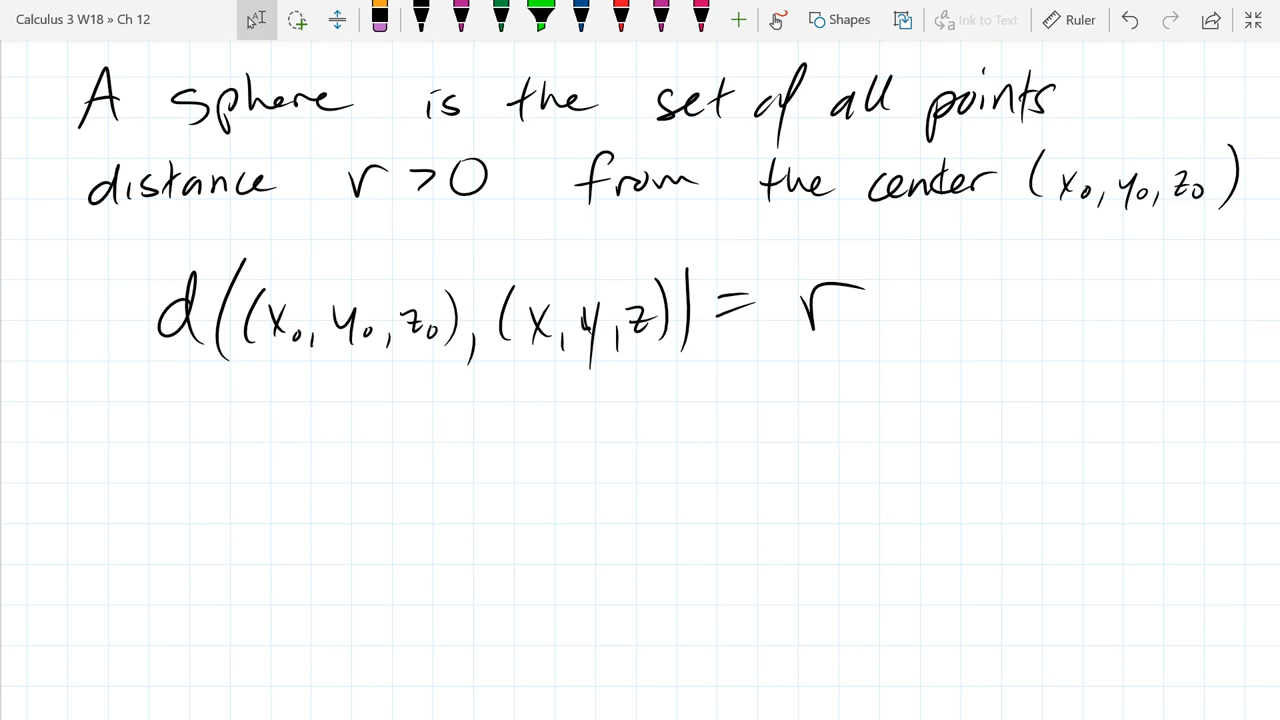 Calculus 3 W18 » Ch 12
Shapes
Ink to Text
Ruler
A sphere is the set of all points
distance r > 0 from the center (x₀, y₀, z₀)
d((x₀, y₀, z₀), (x, y, z)) = r